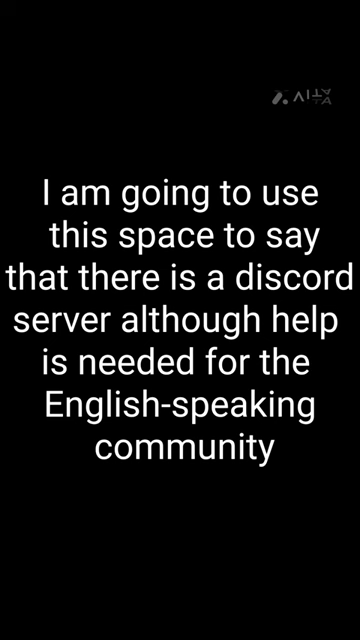 VITA
I am going to use
this space to say
that there is a discord
server although help
is needed for the
English-speaking
community